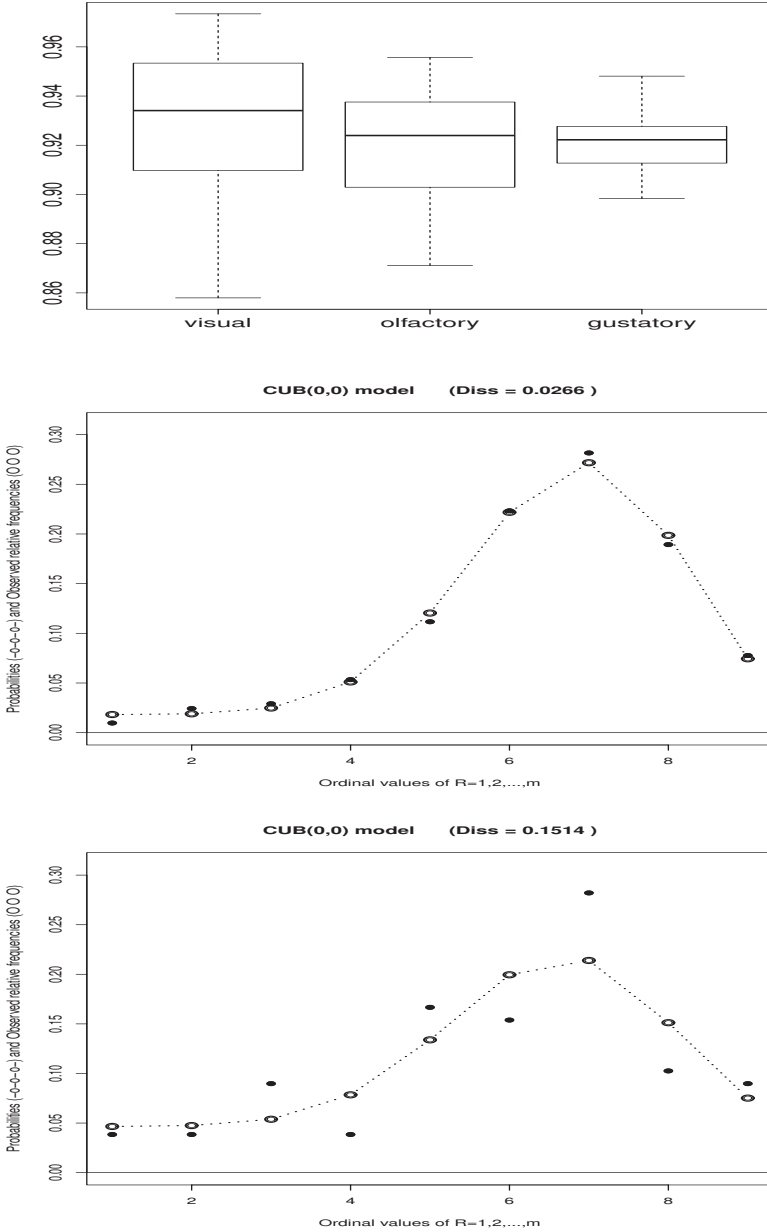 0.96
0.94
0.92
0.90
0.88
0.86
visual olfactory gustatory
CUB(0,0) model (Diss = 0.0266 )
Probabilities (-o-o-o-) and Observed relative frequencies (O O O)
0.30
0.25
0.20
0.15
0.10
0.05
0.00
2 4 6 8
Ordinal values of R=1,2,...,m
CUB(0,0) model (Diss = 0.1514 )
Probabilities (-o-o-o-) and Observed relative frequencies (O O O)
0.30
0.25
0.20
0.15
0.10
0.05
0.00
2 4 6 8
Ordinal values of R=1,2,...,m